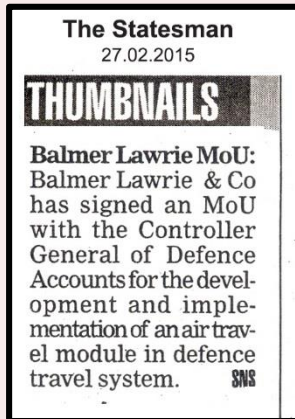 The Statesman
27.02.2015
THUMBNAILS
Balmer Lawrie MoU:
Balmer Lawrie & Co
has signed an MoU
with the Controller
General of Defence
Accounts for the devel-
opment and imple-
mentation of an air trav-
el module in defence
travel system. SNS